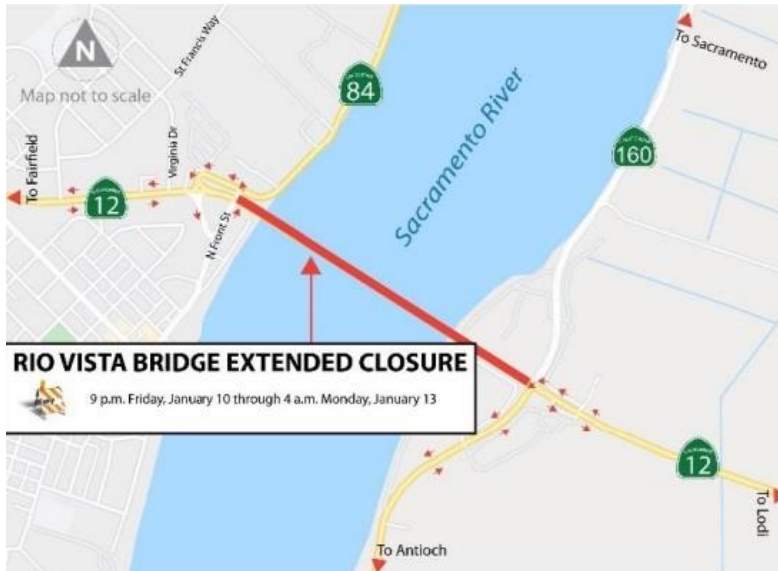 N
Map not to scale
St Francis Way
84
To Sacramento
160
Sacramento River
To Fairfield
12
Virginia Dr
N Front St
RIO VISTA BRIDGE EXTENDED CLOSURE
9 p.m. Friday, January 10 through 4 a.m. Monday, January 13
12
To Lodi
To Antioch